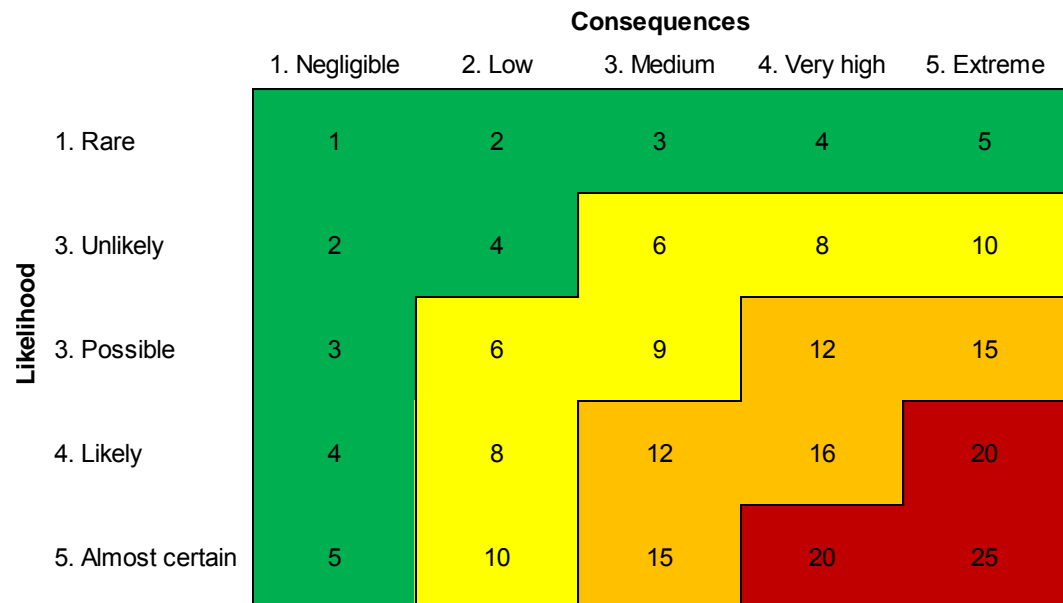 Consequences
1. Negligible 2. Low 3. Medium 4. Very high 5. Extreme
Likelihood
1. Rare 1 2 3 4 5
3. Unlikely 2 4 6 8 10
3. Possible 3 6 9 12 15
4. Likely 4 8 12 16 20
5. Almost certain 5 10 15 20 25